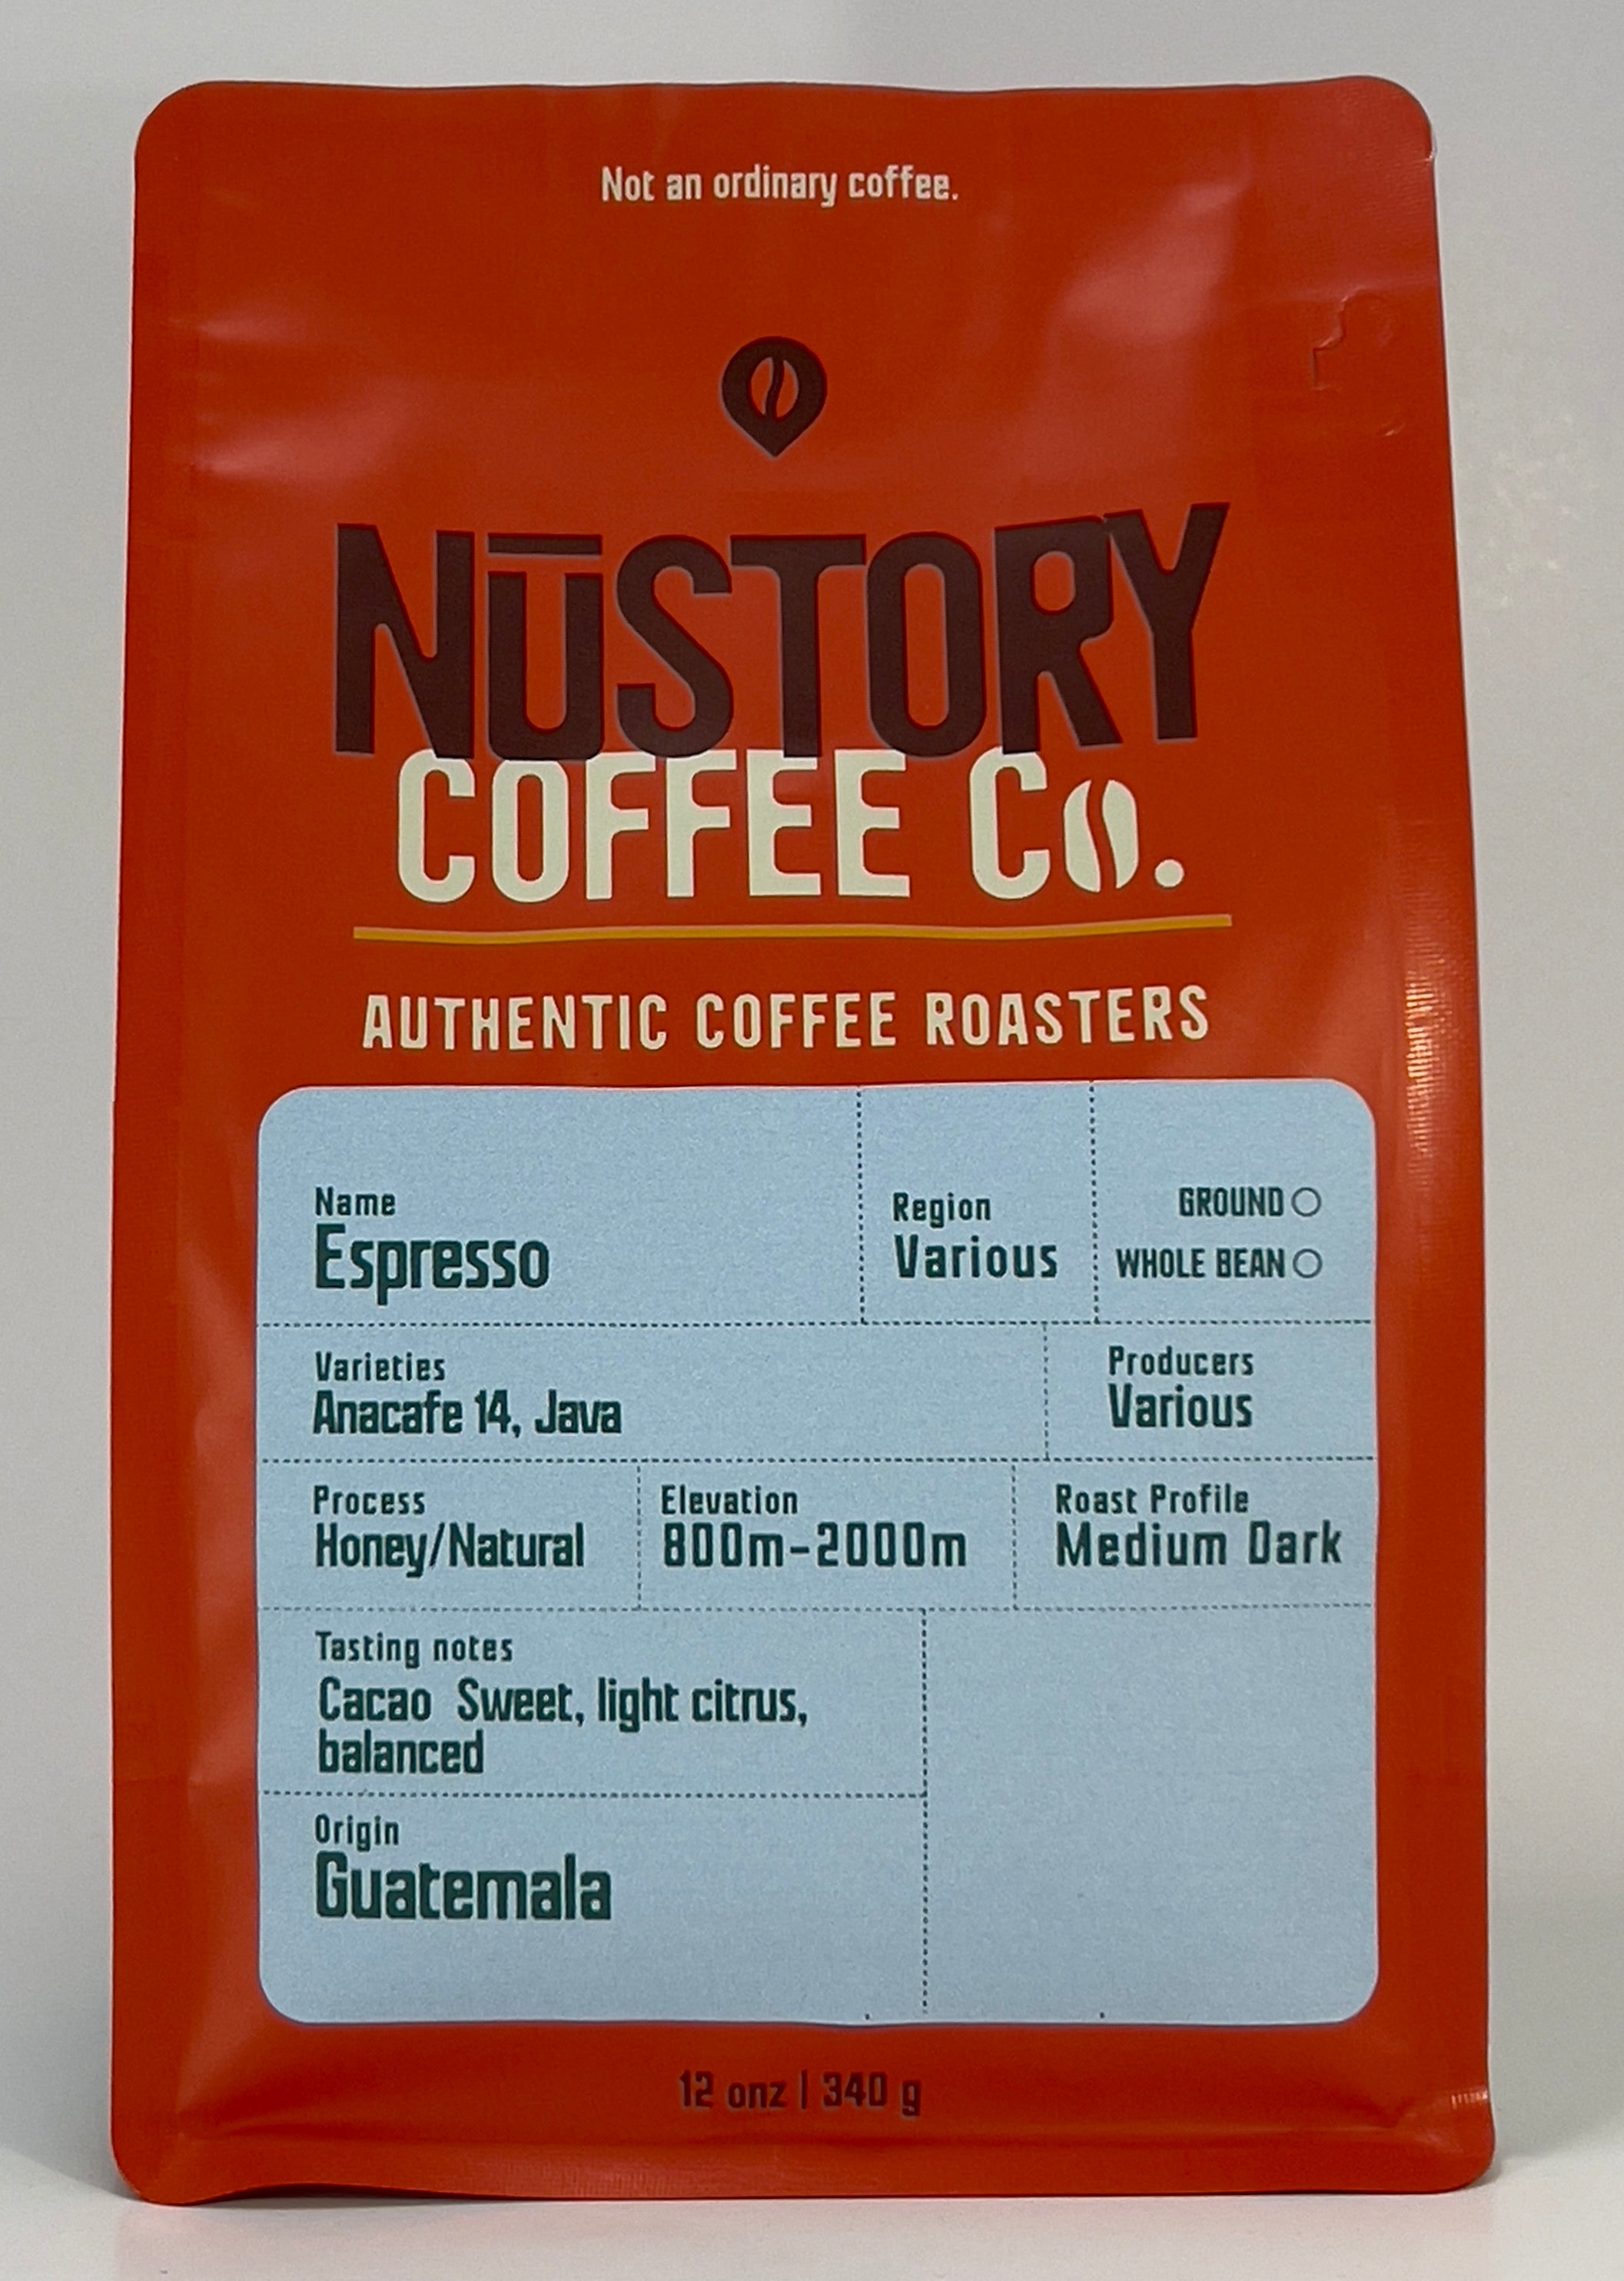 Not an ordinary coffee.
NūSTORY
COFFEE Co.
AUTHENTIC COFFEE ROASTERS
Name
Espresso
Region
Various
GROUND
WHOLE BEAN
Varieties
Anacafe 14, Java
Producers
Various
Process
Honey/Natural
Elevation
800m-2000m
Roast Profile
Medium Dark
Tasting notes
Cacao  Sweet, light citrus,
balanced
Origin
Guatemala
12 onz | 340 g